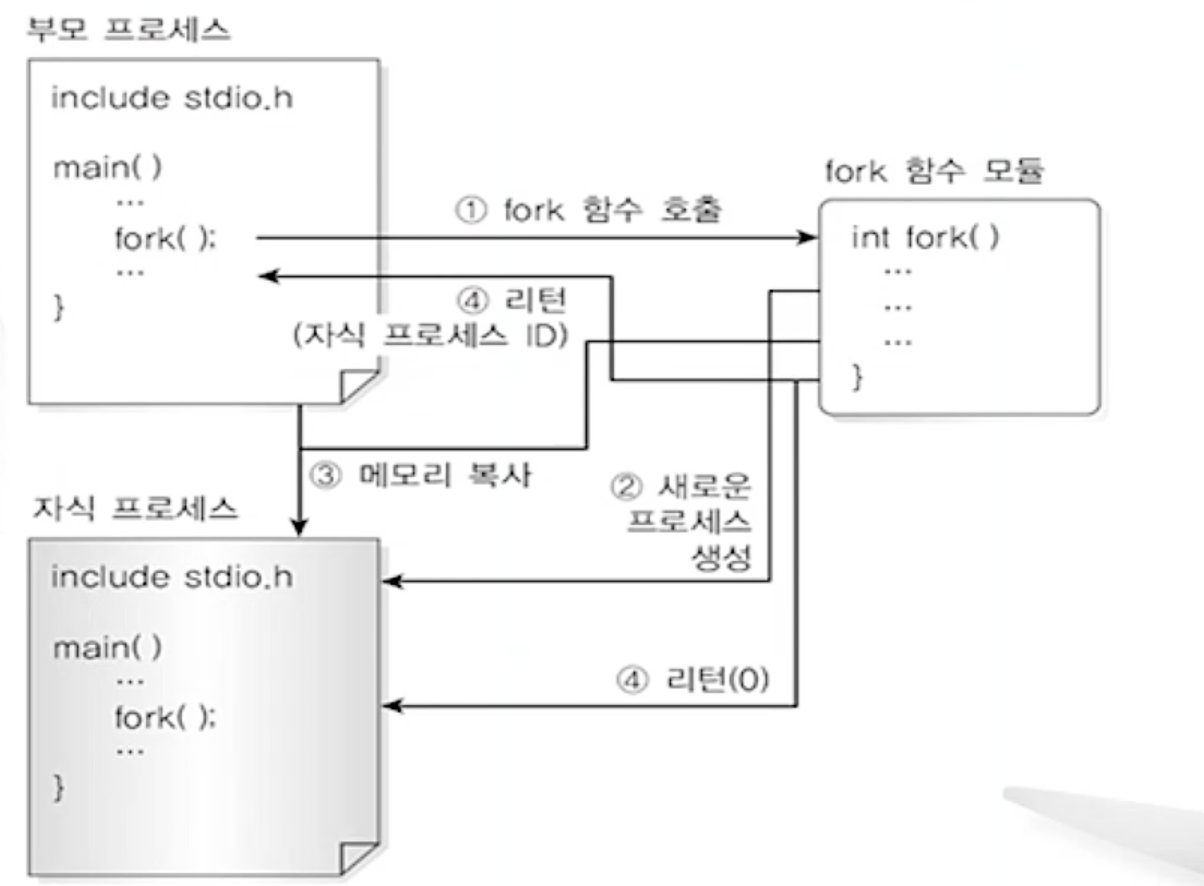 부모 프로세스
include stdio.h
main( )
...
fork( );
...
}
① fork 함수 호출
④ 리턴
(자식 프로세스 ID)
fork 함수 모듈
int fork( )
...
...
...
}
③ 메모리 복사
② 새로운
프로세스
생성
④ 리턴(0)
자식 프로세스
include stdio.h
main( )
...
fork( );
...
}